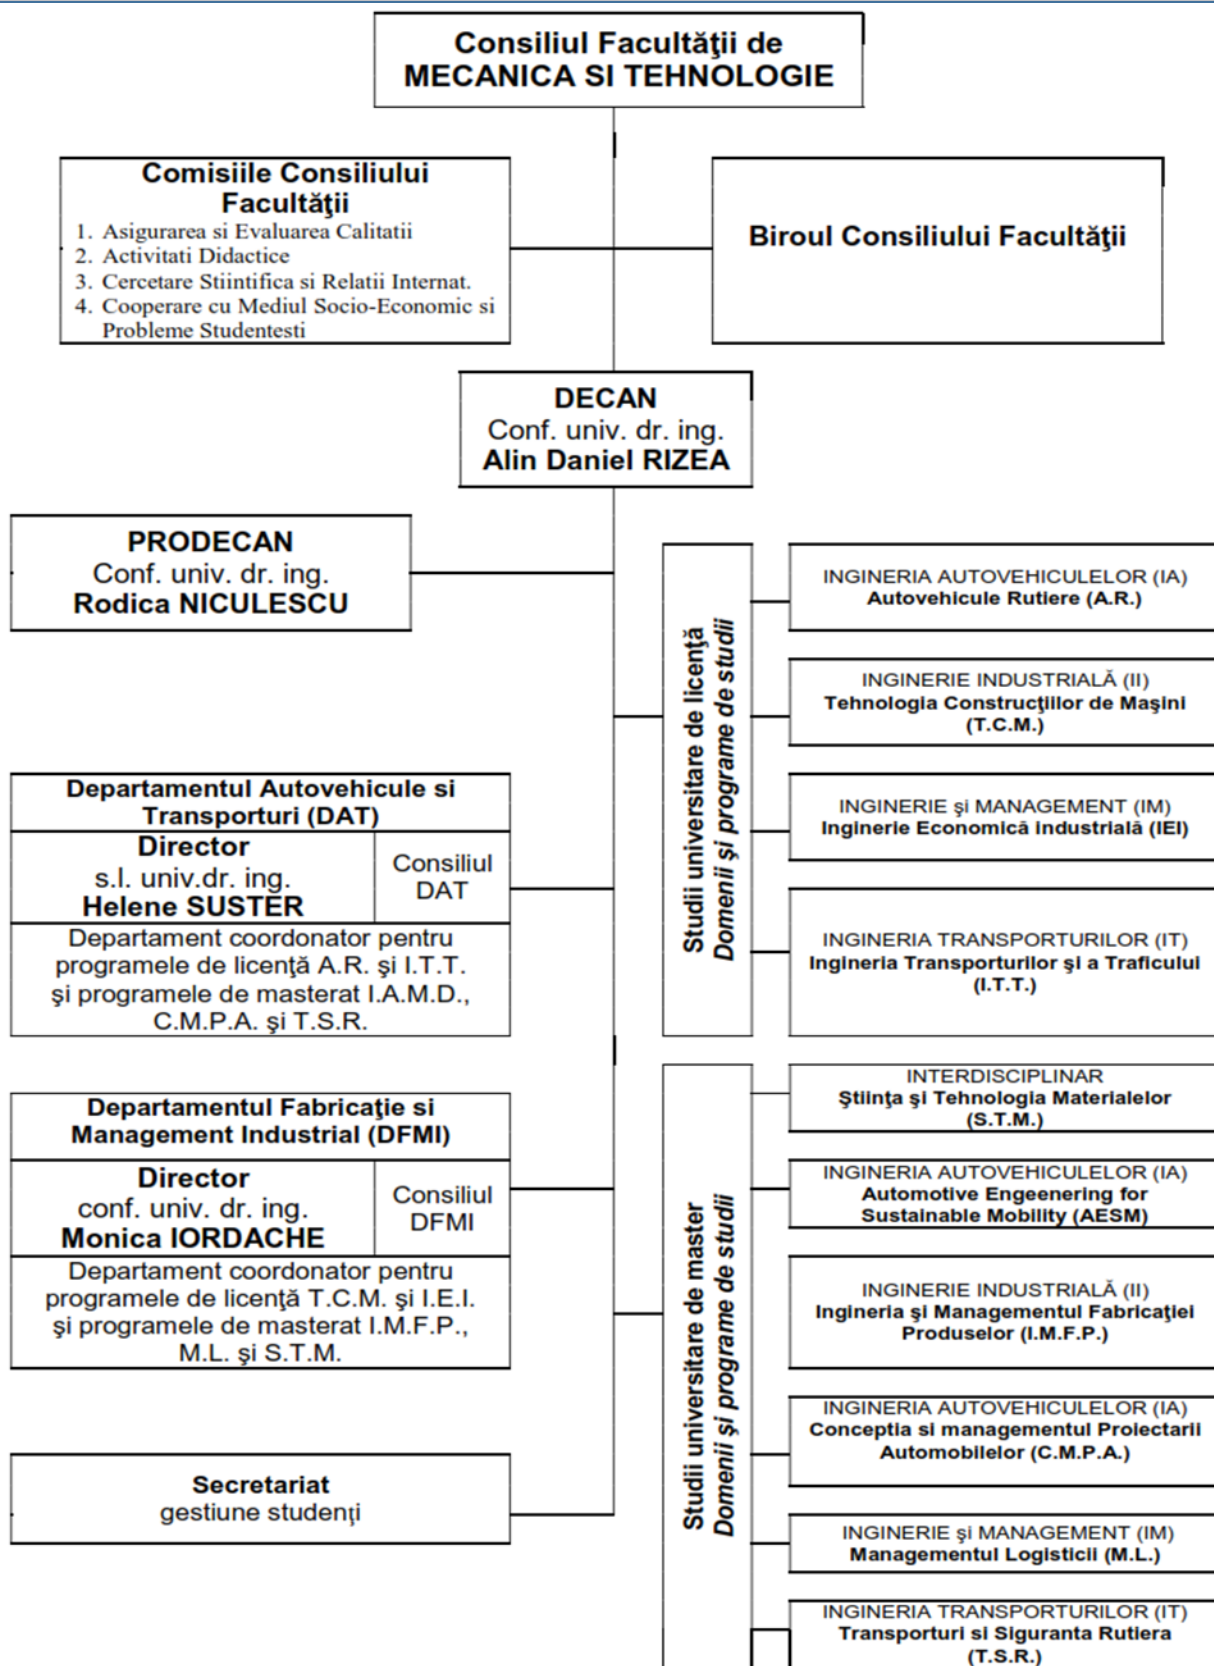 Consiliul Facultăţii de
MECANICA SI TEHNOLOGIE
Comisiile Consiliului
Facultăţii
1. Asigurarea si Evaluarea Calitatii
2. Activitati Didactice
3. Cercetare Stiintifica si Relatii Internat.
4. Cooperare cu Mediul Socio-Economic si
Probleme Studentesti
Biroul Consiliului Facultăţii
DECAN
Conf. univ. dr. ing.
Alin Daniel RIZEA
PRODECAN
Conf. univ. dr. ing.
Rodica NICULESCU
Departamentul Autovehicule si
Transporturi (DAT)
Director
s.l. univ.dr. ing.
Helene SUSTER
Consiliul
DAT
Departament coordonator pentru
programele de licenţă A.R. şi I.T.T.
şi programele de masterat I.A.M.D.,
C.M.P.A. şi T.S.R.
Departamentul Fabricaţie si
Management Industrial (DFMI)
Director
conf. univ. dr. ing.
Monica IORDACHE
Consiliul
DFMI
Departament coordonator pentru
programele de licenţă T.C.M. şi I.E.I.
şi programele de masterat I.M.F.P.,
M.L. şi S.T.M.
Secretariat
gestiune studenţi
Studii universitare de licenţă
Domenii şi programe de studii
INGINERIA AUTOVEHICULELOR (IA)
Autovehicule Rutiere (A.R.)
INGINERIE INDUSTRIALĂ (II)
Tehnologia Construcţiilor de Maşini
(T.C.M.)
INGINERIE şi MANAGEMENT (IM)
Inginerie Economică Industrială (IEI)
INGINERIA TRANSPORTURILOR (IT)
Ingineria Transporturilor şi a Traficului
(I.T.T.)
Studii universitare de master
Domenii şi programe de studii
INTERDISCIPLINAR
Ştiinţa şi Tehnologia Materialelor
(S.T.M.)
INGINERIA AUTOVEHICULELOR (IA)
Automotive Engeenering for
Sustainable Mobility (AESM)
INGINERIE INDUSTRIALĂ (II)
Ingineria şi Managementul Fabricaţiei
Produselor (I.M.F.P.)
INGINERIA AUTOVEHICULELOR (IA)
Conceptia si managementul Proiectarii
Automobilelor (C.M.P.A.)
INGINERIE şi MANAGEMENT (IM)
Managementul Logisticii (M.L.)
INGINERIA TRANSPORTURILOR (IT)
Transporturi si Siguranta Rutiera
(T.S.R.)